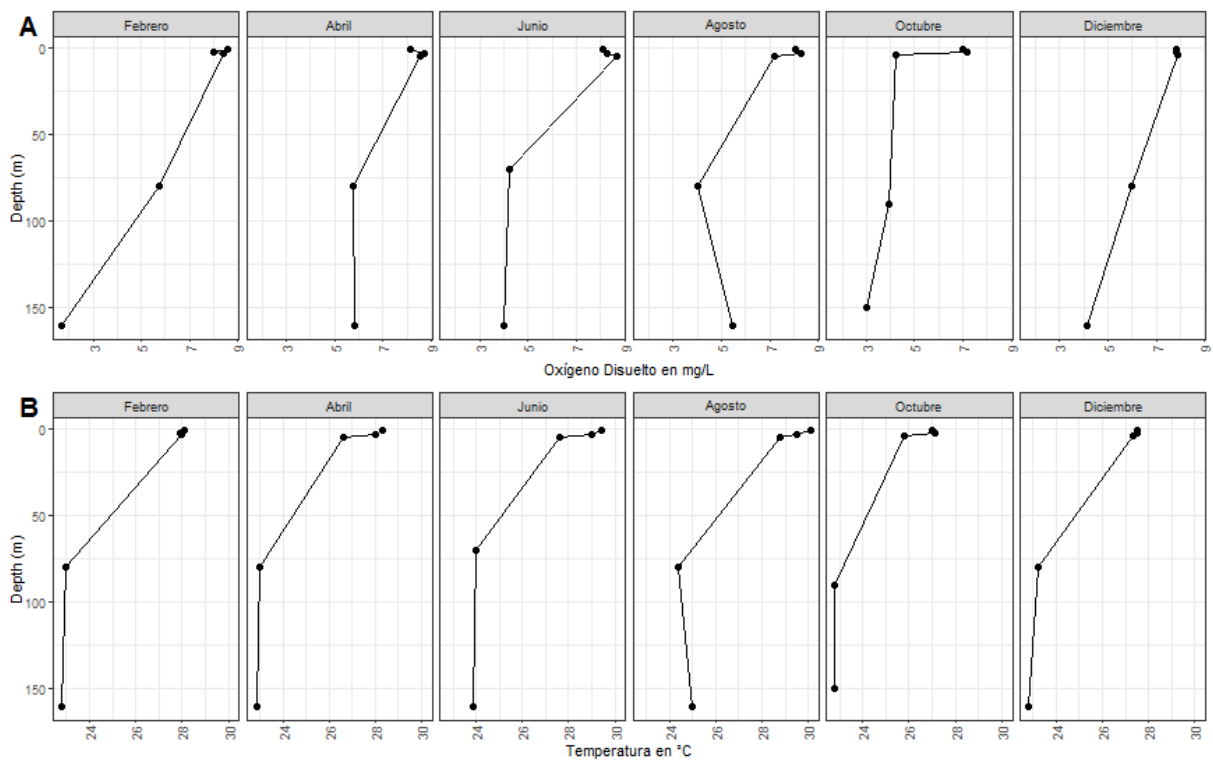 A
Febrero Abril Junio Agosto Octubre Diciembre
0
50
100
150
Depth (m)
3 5 7 9 3 5 7 9 3 5 7 9 3 5 7 9 3 5 7 9 3 5 7 9
Oxígeno Disuelto en mg/L
B
Febrero Abril Junio Agosto Octubre Diciembre
0
50
100
150
Depth (m)
24 26 28 30 24 26 28 30 24 26 28 30 24 26 28 30 24 26 28 30 24 26 28 30
Temperatura en °C